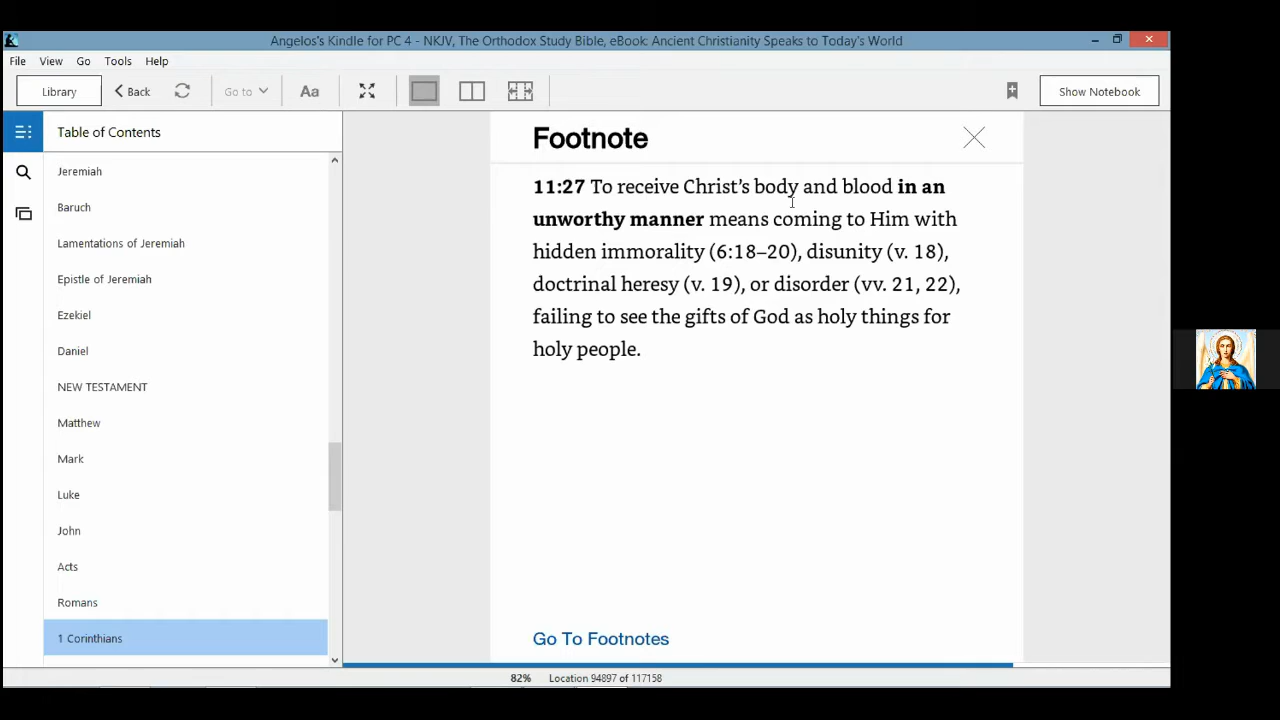 Angelos's Kindle for PC 4 - NKJV, The Orthodox Study Bible, eBook: Ancient Christianity Speaks to Today's World
File View Go Tools Help
Library Back Go to Aa Show Notebook
Table of Contents
Jeremiah
Baruch
Lamentations of Jeremiah
Epistle of Jeremiah
Ezekiel
Daniel
NEW TESTAMENT
Matthew
Mark
Luke
John
Acts
Romans
1 Corinthians
Footnote
11:27 To receive Christ’s body and blood in an
unworthy manner means coming to Him with
hidden immorality (6:18–20), disunity (v. 18),
doctrinal heresy (v. 19), or disorder (vv. 21, 22),
failing to see the gifts of God as holy things for
holy people.
Go To Footnotes
82% Location 94897 of 117158